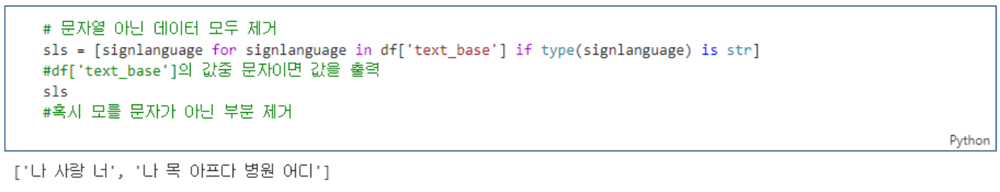 # 문자열 아닌 데이터 모두 제거
sls = [signlanguage for signlanguage in df['text_base'] if type(signlanguage) is str]
#df['text_base']의 값중 문자이면 값을 출력
sls
#혹시 모를 문자가 아닌 부분 제거
Python
['나 사랑 너', '나 목 아프다 병원 어디']